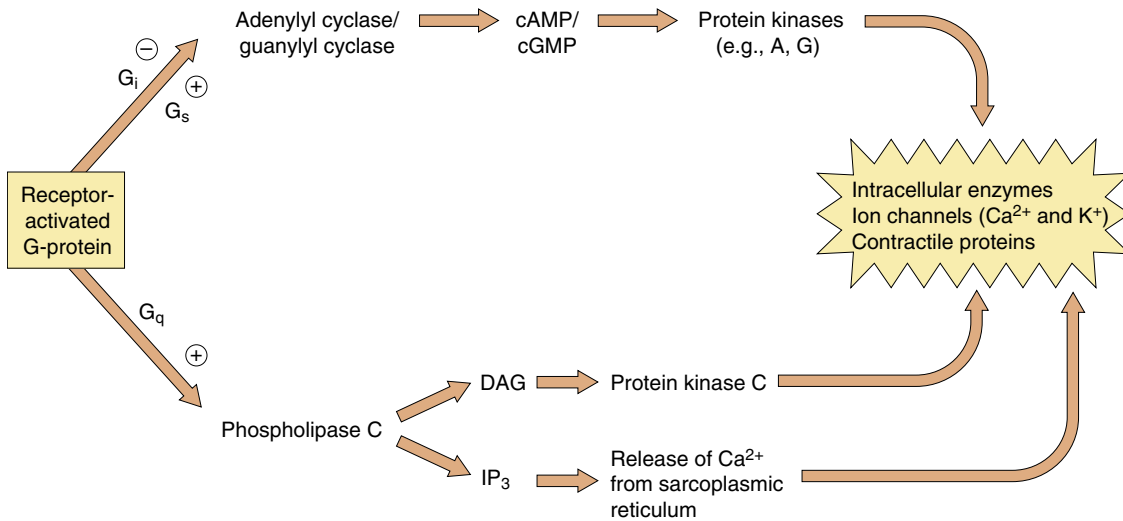 Adenylyl cyclase/
guanylyl cyclase
cAMP/
cGMP
Protein kinases
(e.g., A, G)
−
Gi
+
Gs
Receptor-
activated
G-protein
Intracellular enzymes
Ion channels (Ca²⁺ and K⁺)
Contractile proteins
Gq
+
Phospholipase C
DAG
Protein kinase C
IP₃
Release of Ca²⁺
from sarcoplasmic
reticulum